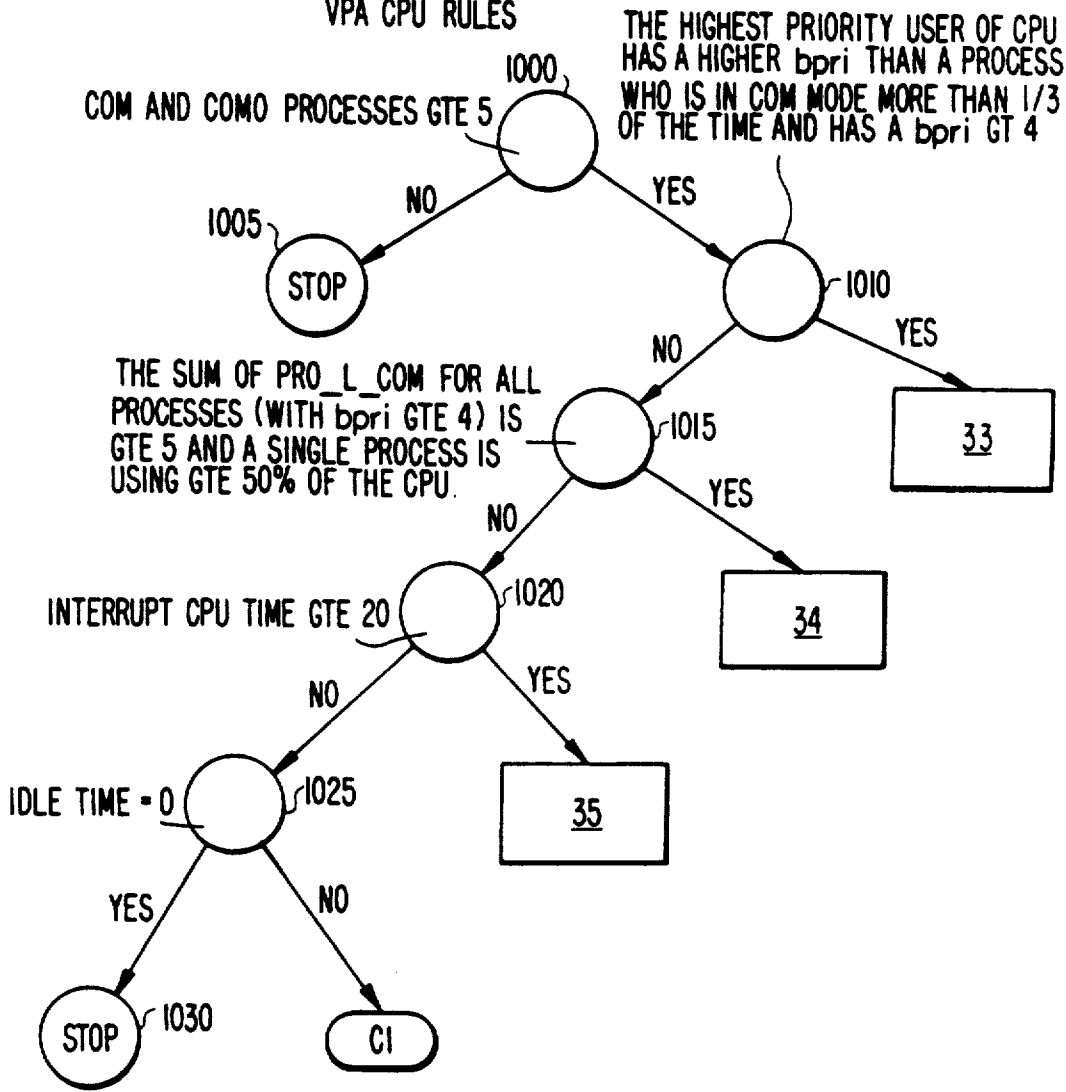 VPA CPU RULES
THE HIGHEST PRIORITY USER OF CPU
HAS A HIGHER bpri THAN A PROCESS
WHO IS IN COM MODE MORE THAN 1/3
OF THE TIME AND HAS A bpri GT 4
1000
COM AND COMO PROCESSES GTE 5
NO
YES
1005
STOP
1010
NO
YES
THE SUM OF PRO_L_COM FOR ALL
PROCESSES (WITH bpri GTE 4) IS
GTE 5 AND A SINGLE PROCESS IS
USING GTE 50% OF THE CPU.
1015
33
NO
YES
INTERRUPT CPU TIME GTE 20
1020
34
NO
YES
IDLE TIME = 0
1025
35
YES
NO
STOP
1030
CI